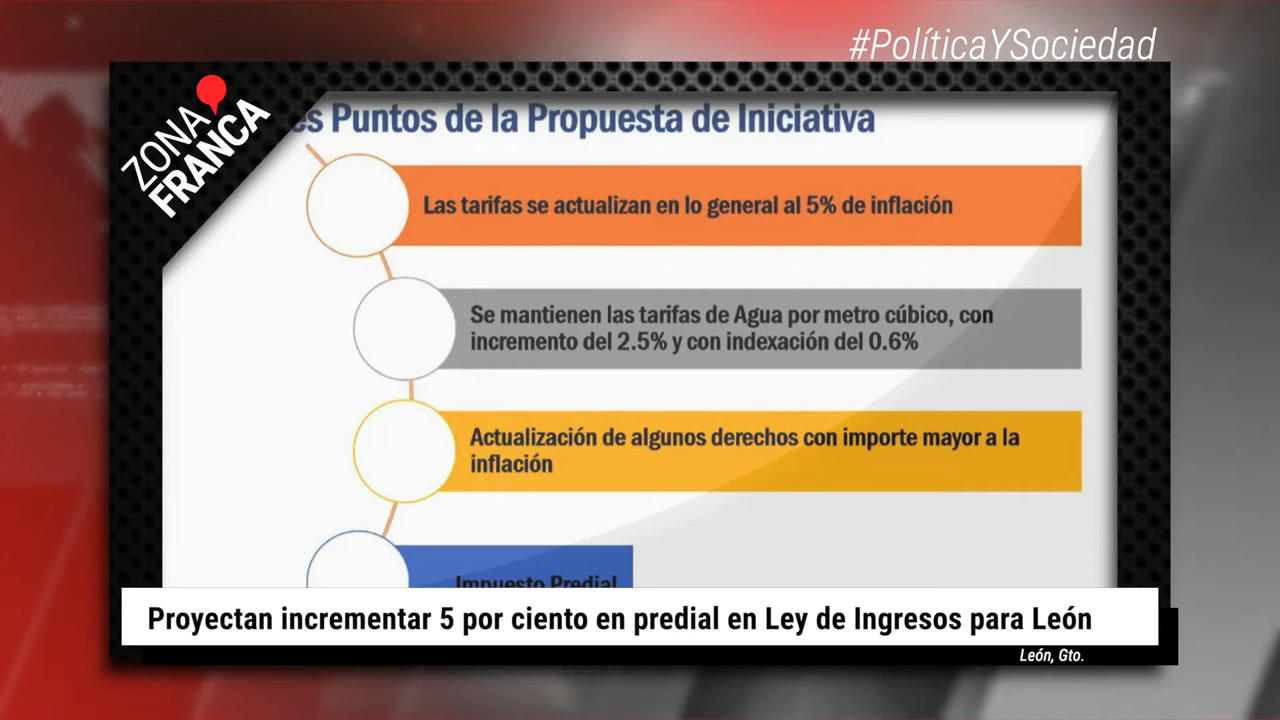 #PolíticaYSociedad
ZONA
FRANCA
es Puntos de la Propuesta de Iniciativa
Las tarifas se actualizan en lo general al 5% de inflación
Se mantienen las tarifas de Agua por metro cúbico, con
incremento del 2.5% y con indexación del 0.6%
Actualización de algunos derechos con importe mayor a la
inflación
Impuesto Predial
Proyectan incrementar 5 por ciento en predial en Ley de Ingresos para León
León, Gto.